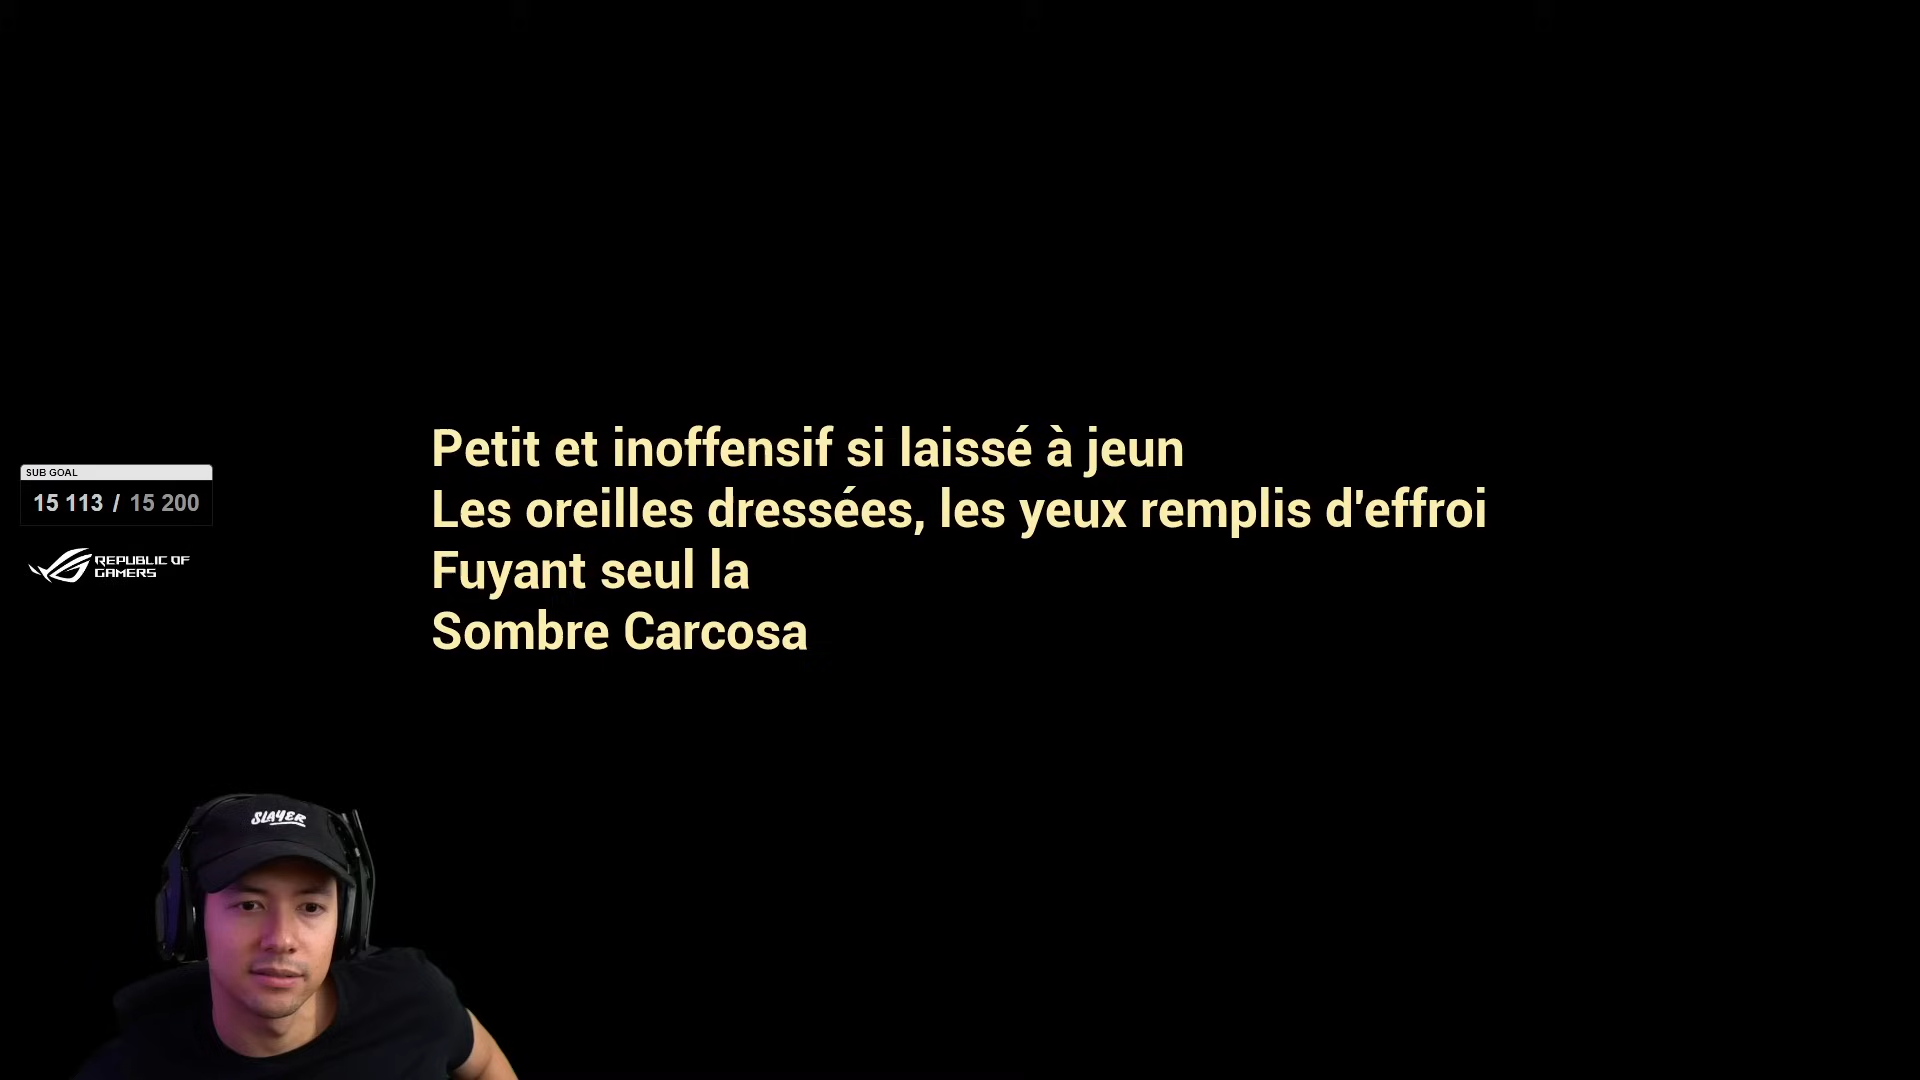 Petit et inoffensif si laissé à jeun
Les oreilles dressées, les yeux remplis d'effroi
Fuyant seul la
Sombre Carcosa
SUB GOAL
15 113 / 15 200
REPUBLIC OF
GAMERS
SLAYER